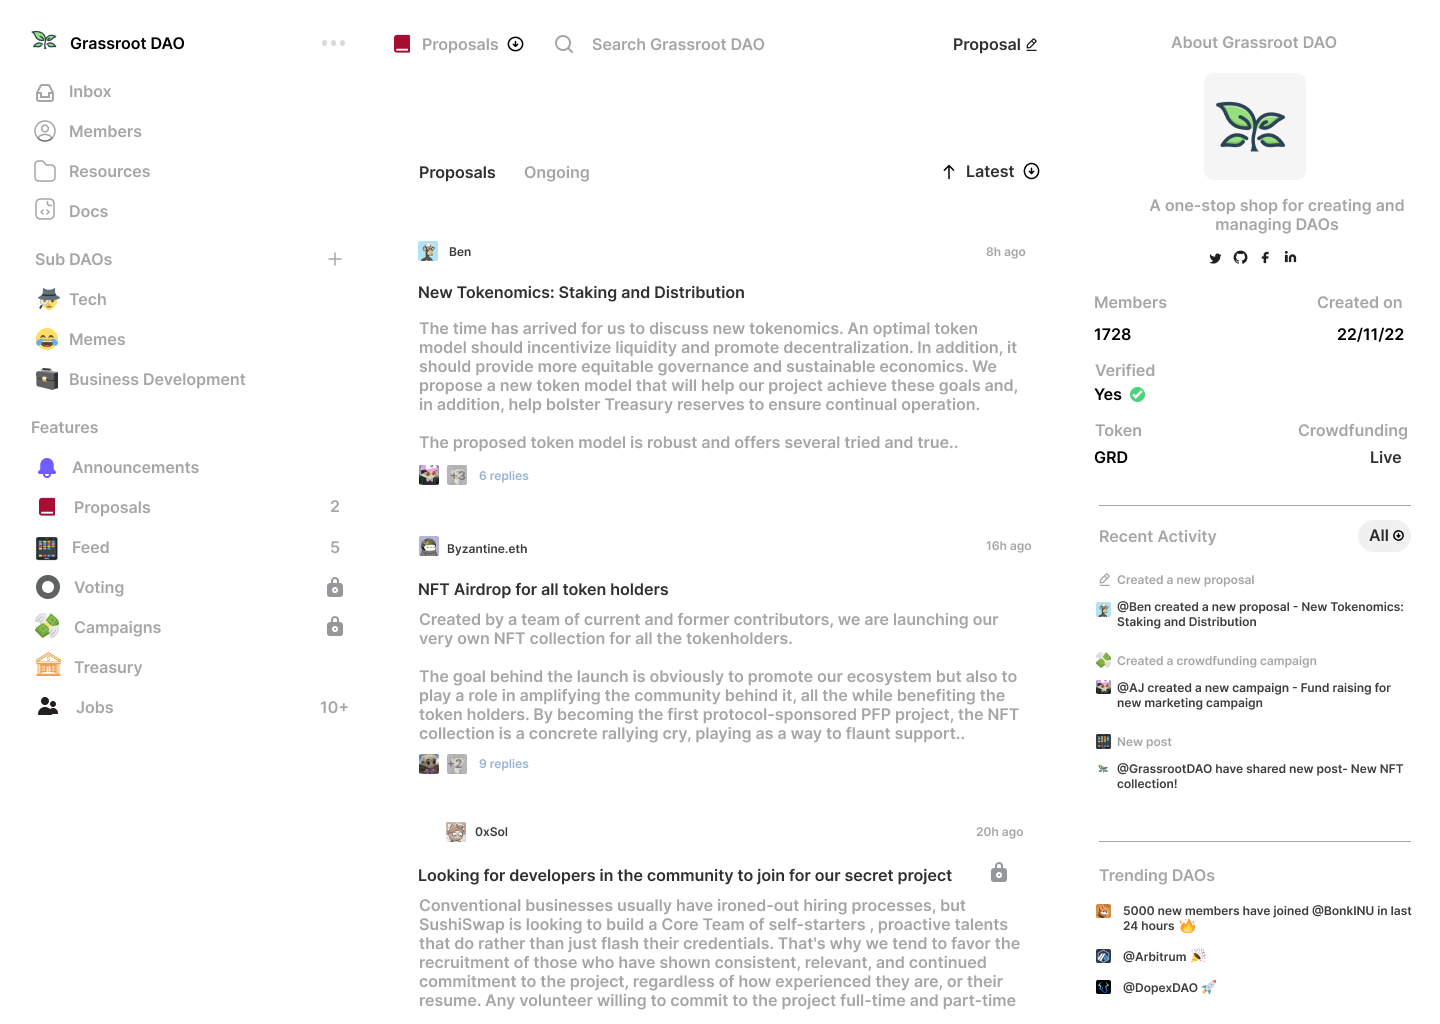 Grassroot DAO
Inbox
Members
Resources
Docs
Sub DAOs
Tech
Memes
Business Development
Features
Announcements
Proposals 2
Feed 5
Voting
Campaigns
Treasury
Jobs 10+
Proposals
Search Grassroot DAO
Proposal
Proposals Ongoing
Latest
Ben 8h ago
New Tokenomics: Staking and Distribution
The time has arrived for us to discuss new tokenomics. An optimal token
model should incentivize liquidity and promote decentralization. In addition, it
should provide more equitable governance and sustainable economics. We
propose a new token model that will help our project achieve these goals and,
in addition, help bolster Treasury reserves to ensure continual operation.
The proposed token model is robust and offers several tried and true..
+3 6 replies
Byzantine.eth 16h ago
NFT Airdrop for all token holders
Created by a team of current and former contributors, we are launching our
very own NFT collection for all the tokenholders.
The goal behind the launch is obviously to promote our ecosystem but also to
play a role in amplifying the community behind it, all the while benefiting the
token holders. By becoming the first protocol-sponsored PFP project, the NFT
collection is a concrete rallying cry, playing as a way to flaunt support..
+2 9 replies
0xSol 20h ago
Looking for developers in the community to join for our secret project
Conventional businesses usually have ironed-out hiring processes, but
SushiSwap is looking to build a Core Team of self-starters , proactive talents
that do rather than just flash their credentials. That's why we tend to favor the
recruitment of those who have shown consistent, relevant, and continued
commitment to the project, regardless of how experienced they are, or their
resume. Any volunteer willing to commit to the project full-time and part-time
About Grassroot DAO
A one-stop shop for creating and
managing DAOs
Members Created on
1728 22/11/22
Verified
Yes
Token Crowdfunding
GRD Live
Recent Activity All
Created a new proposal
@Ben created a new proposal - New Tokenomics:
Staking and Distribution
Created a crowdfunding campaign
@AJ created a new campaign - Fund raising for
new marketing campaign
New post
@GrassrootDAO have shared new post- New NFT
collection!
Trending DAOs
5000 new members have joined @BonkINU in last
24 hours 🔥
@Arbitrum 🎉
@DopexDAO 🚀